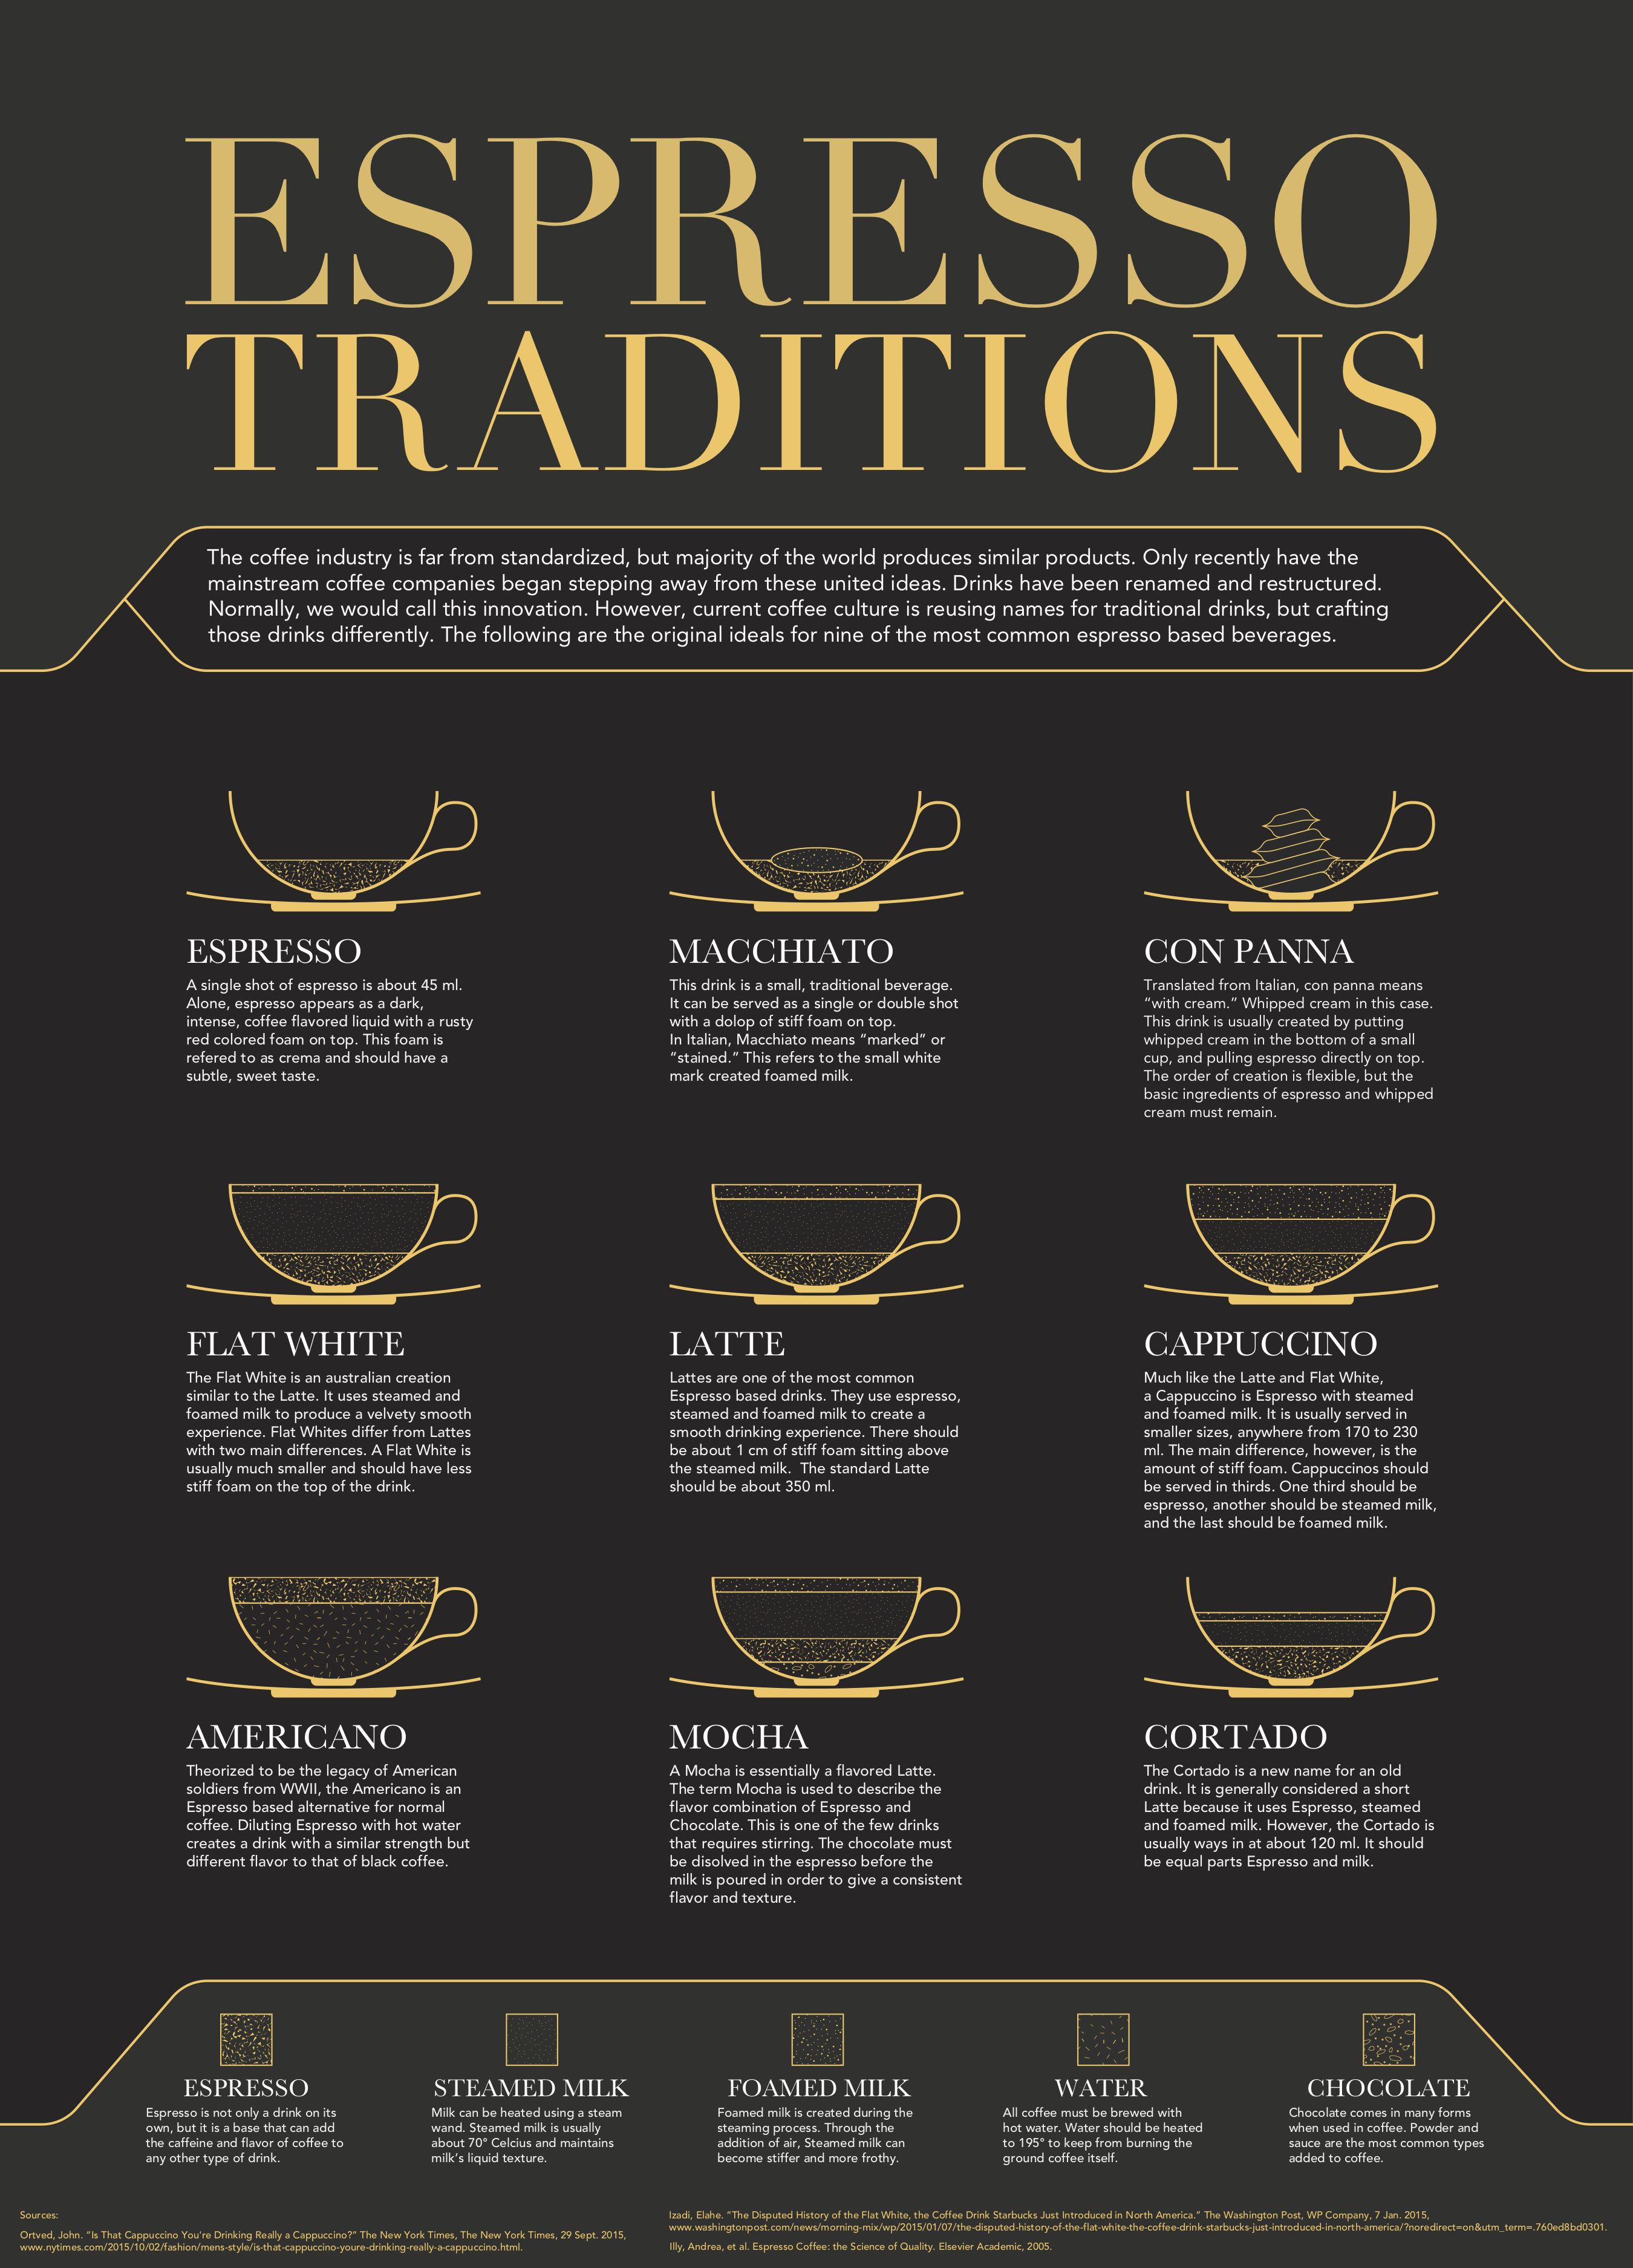 ESPRESSO
TRADITIONS
The coffee industry is far from standardized, but majority of the world produces similar products. Only recently have the
mainstream coffee companies began stepping away from these united ideas. Drinks have been renamed and restructured.
Normally, we would call this innovation. However, current coffee culture is reusing names for traditional drinks, but crafting
those drinks differently. The following are the original ideals for nine of the most common espresso based beverages.
ESPRESSO
A single shot of espresso is about 45 ml.
Alone, espresso appears as a dark,
intense, coffee flavored liquid with a rusty
red colored foam on top. This foam is
refered to as crema and should have a
subtle, sweet taste.
MACCHIATO
This drink is a small, traditional beverage.
It can be served as a single or double shot
with a dolop of stiff foam on top.
In Italian, Macchiato means “marked” or
“stained.” This refers to the small white
mark created foamed milk.
CON PANNA
Translated from Italian, con panna means
“with cream.” Whipped cream in this case.
This drink is usually created by putting
whipped cream in the bottom of a small
cup, and pulling espresso directly on top.
The order of creation is flexible, but the
basic ingredients of espresso and whipped
cream must remain.
FLAT WHITE
The Flat White is an australian creation
similar to the Latte. It uses steamed and
foamed milk to produce a velvety smooth
experience. Flat Whites differ from Lattes
with two main differences. A Flat White is
usually much smaller and should have less
stiff foam on the top of the drink.
LATTE
Lattes are one of the most common
Espresso based drinks. They use espresso,
steamed and foamed milk to create a
smooth drinking experience. There should
be about 1 cm of stiff foam sitting above
the steamed milk.  The standard Latte
should be about 350 ml.
CAPPUCCINO
Much like the Latte and Flat White,
a Cappuccino is Espresso with steamed
and foamed milk. It is usually served in
smaller sizes, anywhere from 170 to 230
ml. The main difference, however, is the
amount of stiff foam. Cappuccinos should
be served in thirds. One third should be
espresso, another should be steamed milk,
and the last should be foamed milk.
AMERICANO
Theorized to be the legacy of American
soldiers from WWII, the Americano is an
Espresso based alternative for normal
coffee. Diluting Espresso with hot water
creates a drink with a similar strength but
different flavor to that of black coffee.
MOCHA
A Mocha is essentially a flavored Latte.
The term Mocha is used to describe the
flavor combination of Espresso and
Chocolate. This is one of the few drinks
that requires stirring. The chocolate must
be disolved in the espresso before the
milk is poured in order to give a consistent
flavor and texture.
CORTADO
The Cortado is a new name for an old
drink. It is generally considered a short
Latte because it uses Espresso, steamed
and foamed milk. However, the Cortado is
usually ways in at about 120 ml. It should
be equal parts Espresso and milk.
ESPRESSO
Espresso is not only a drink on its
own, but it is a base that can add
the caffeine and flavor of coffee to
any other type of drink.
STEAMED MILK
Milk can be heated using a steam
wand. Steamed milk is usually
about 70° Celcius and maintains
milk’s liquid texture.
FOAMED MILK
Foamed milk is created during the
steaming process. Through the
addition of air, Steamed milk can
become stiffer and more frothy.
WATER
All coffee must be brewed with
hot water. Water should be heated
to 195° to keep from burning the
ground coffee itself.
CHOCOLATE
Chocolate comes in many forms
when used in coffee. Powder and
sauce are the most common types
added to coffee.
Sources:
Ortved, John. “Is That Cappuccino You’re Drinking Really a Cappuccino?” The New York Times, The New York Times, 29 Sept. 2015,
www.nytimes.com/2015/10/02/fashion/mens-style/is-that-cappuccino-youre-drinking-really-a-cappuccino.html.
Izadi, Elahe. “The Disputed History of the Flat White, the Coffee Drink Starbucks Just Introduced in North America.” The Washington Post, WP Company, 7 Jan. 2015,
www.washingtonpost.com/news/morning-mix/wp/2015/01/07/the-disputed-history-of-the-flat-white-the-coffee-drink-starbucks-just-introduced-in-north-america/?noredirect=on&utm_term=.760ed8bd0301.
Illy, Andrea, et al. Espresso Coffee: the Science of Quality. Elsevier Academic, 2005.